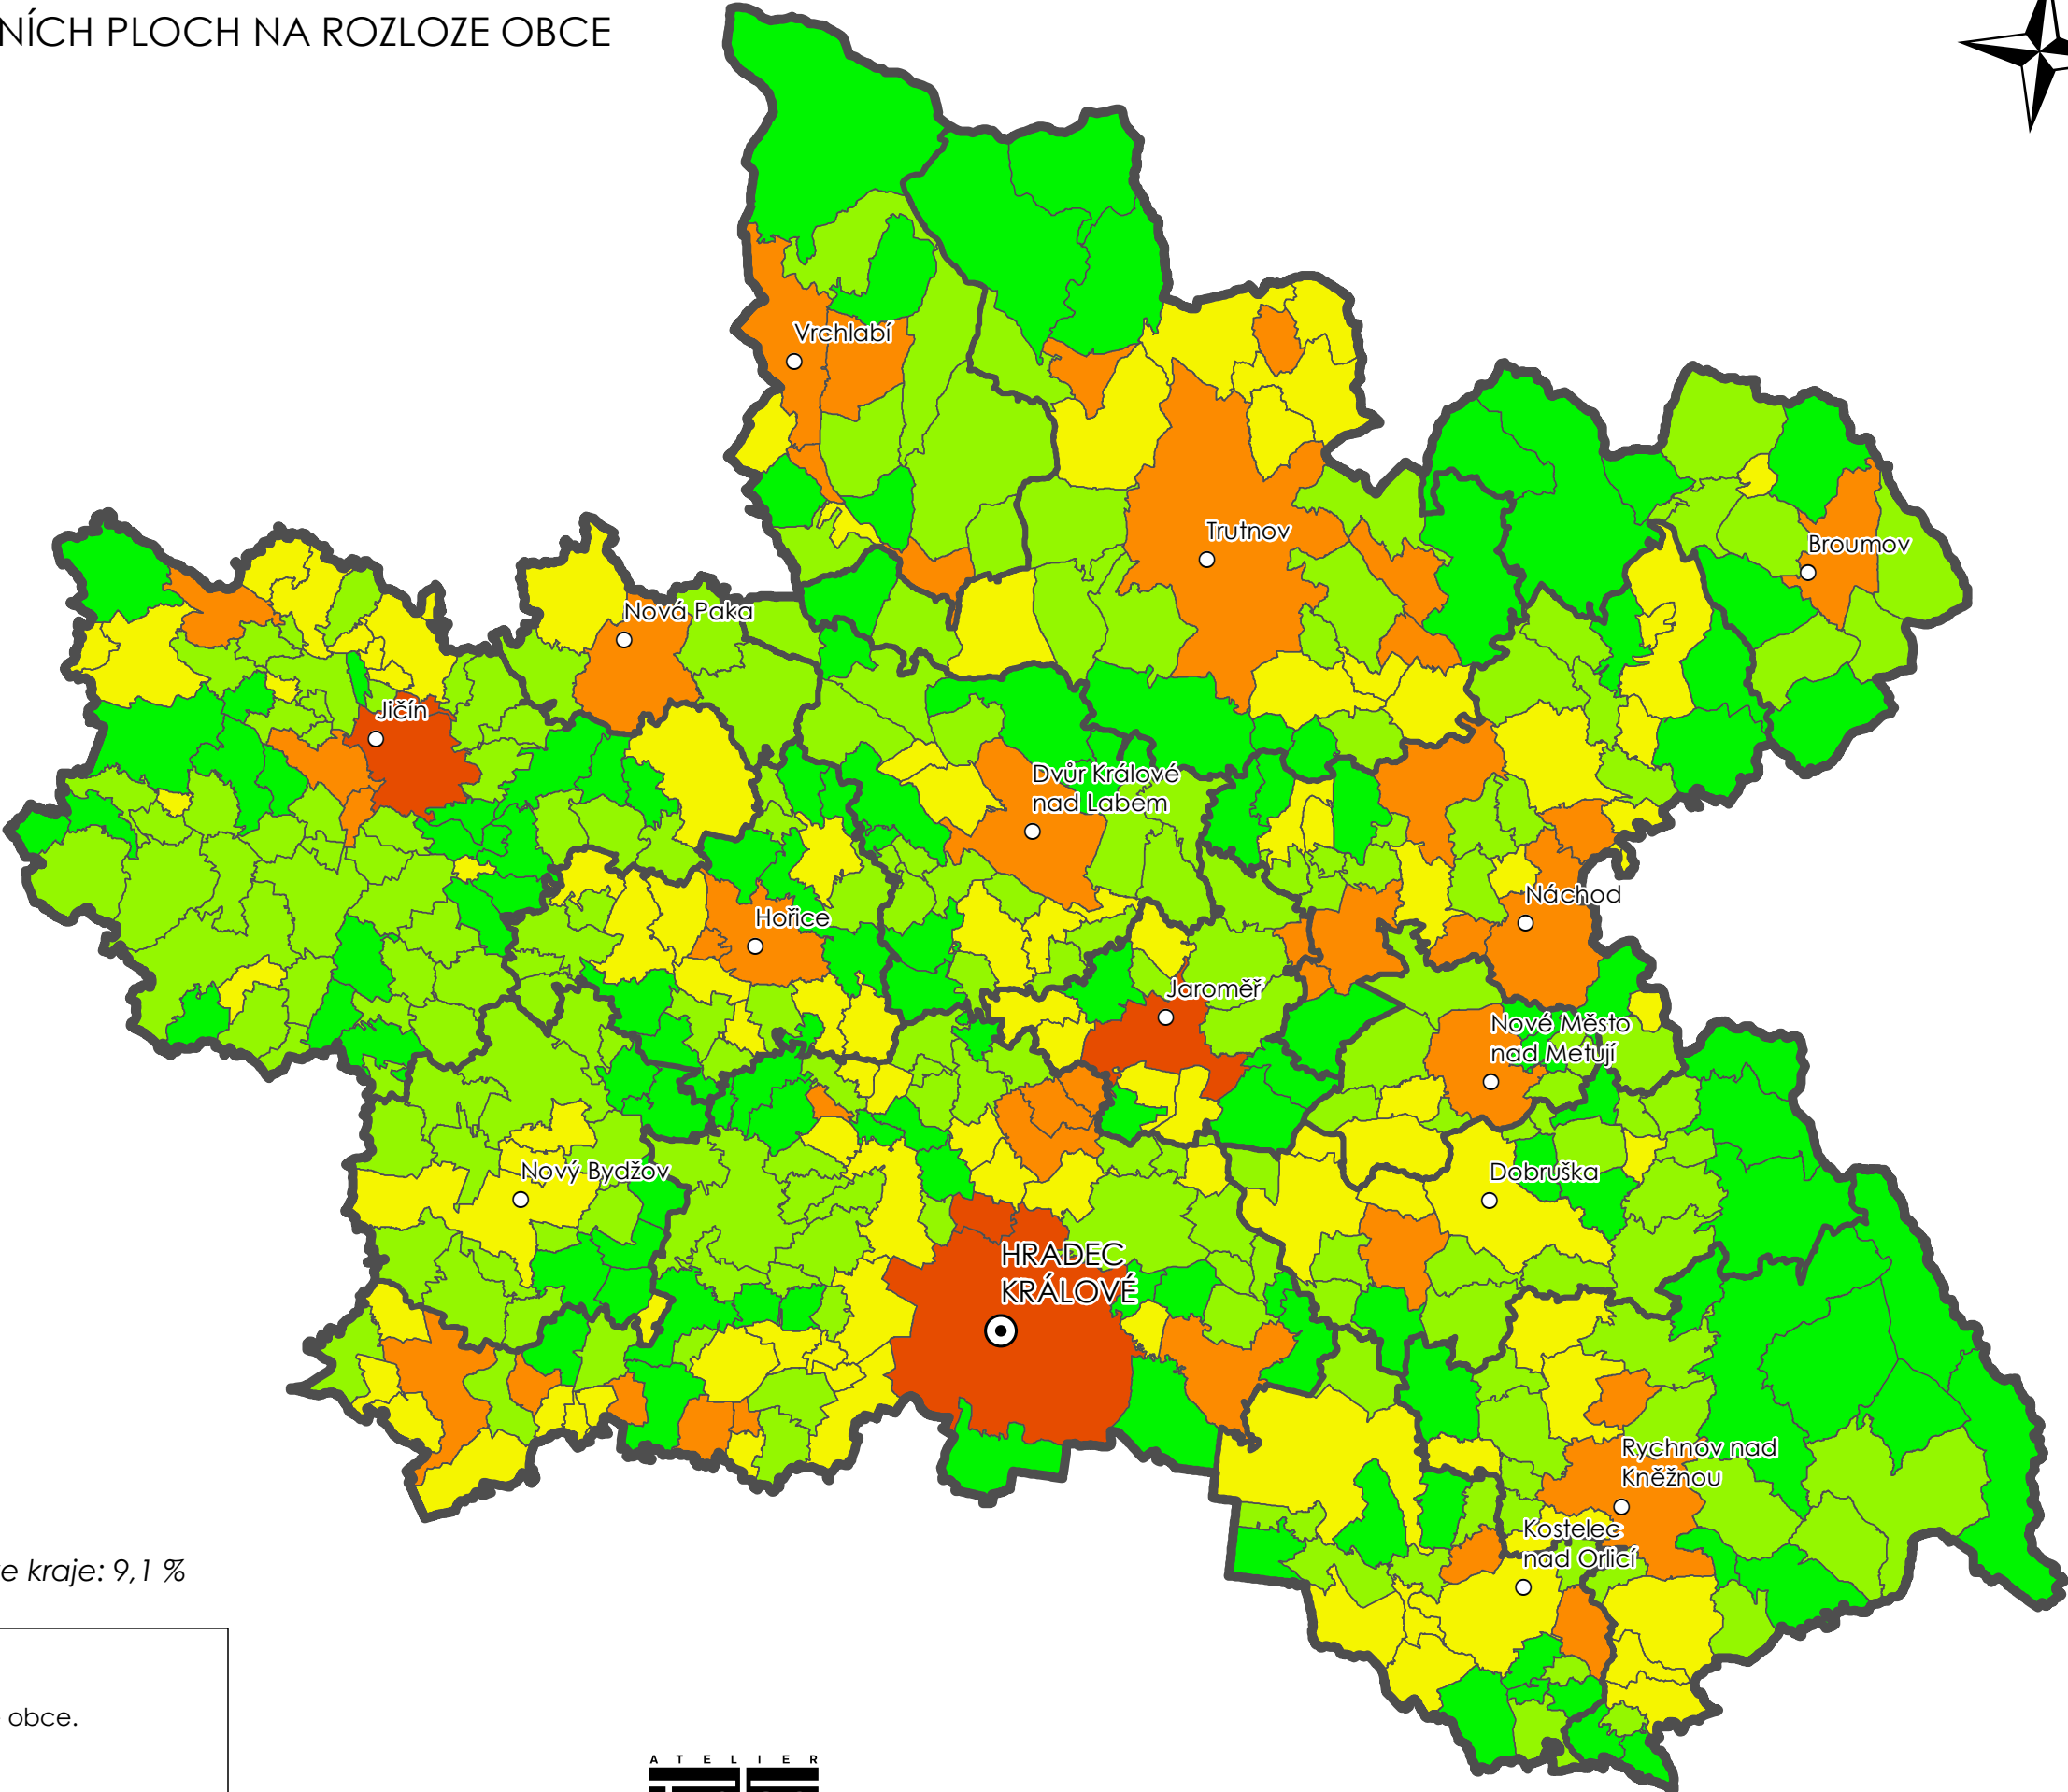 NÍCH PLOCH NA ROZLOZE OBCE
Vrchlabí
Trutnov
Broumov
Nová Paka
Jičín
Dvůr Králové
nad Labem
Náchod
Hořice
Jaroměř
Nové Město
nad Metují
Nový Bydžov
Dobruška
HRADEC
KRÁLOVÉ
Rychnov nad
Kněžnou
Kostelec
nad Orlicí
e kraje: 9,1 %
obce.
ATELIER